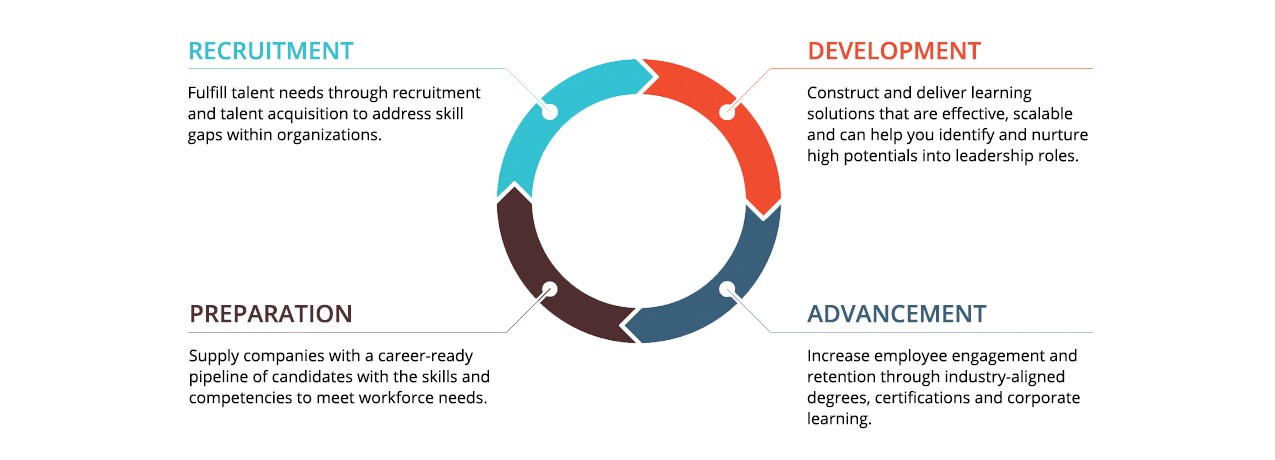 RECRUITMENT
Fulfill talent needs through recruitment
and talent acquisition to address skill
gaps within organizations.
DEVELOPMENT
Construct and deliver learning
solutions that are effective, scalable
and can help you identify and nurture
high potentials into leadership roles.
PREPARATION
Supply companies with a career-ready
pipeline of candidates with the skills and
competencies to meet workforce needs.
ADVANCEMENT
Increase employee engagement and
retention through industry-aligned
degrees, certifications and corporate
learning.